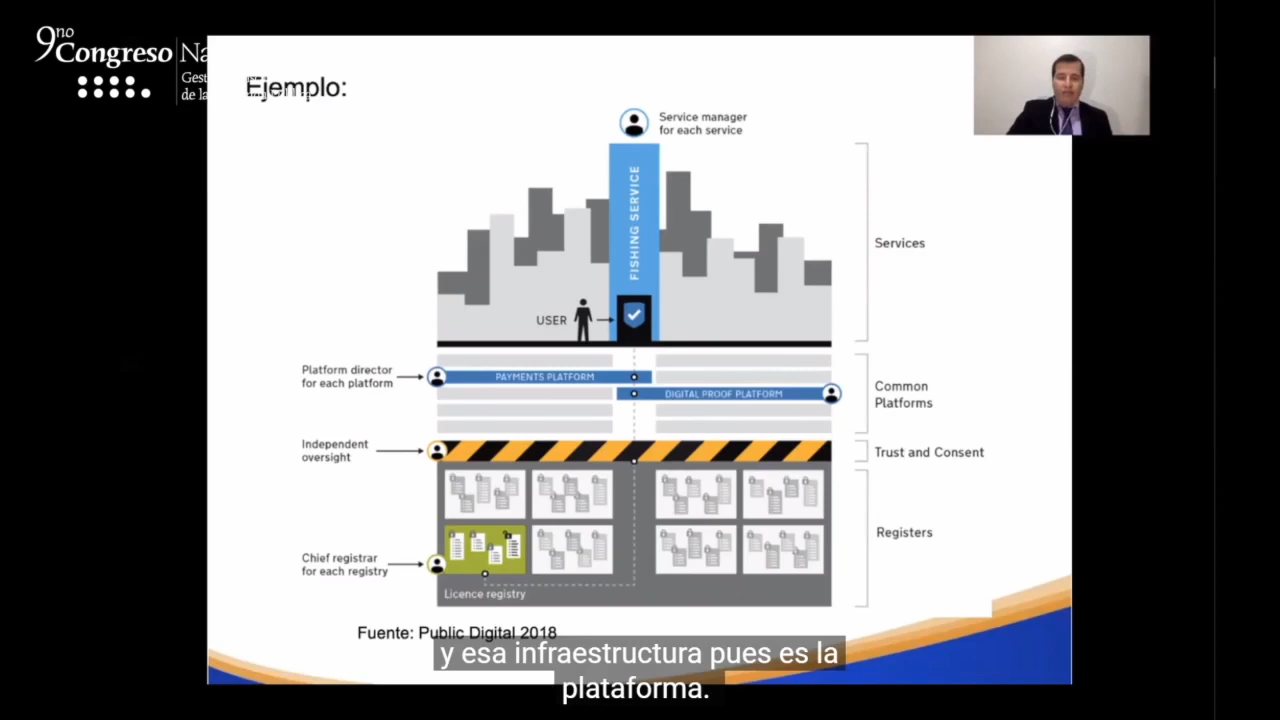 9no
Congreso Na
Gest
de la
Ejemplo:
Service manager
for each service
FISHING SERVICE
Services
USER
Platform director
for each platform
PAYMENTS PLATFORM
DIGITAL PROOF PLATFORM
Common
Platforms
Independent
oversight
Trust and Consent
Registers
Chief registrar
for each registry
Licence registry
Fuente: Public Digital 2018
y esa infraestructura pues es la
plataforma.